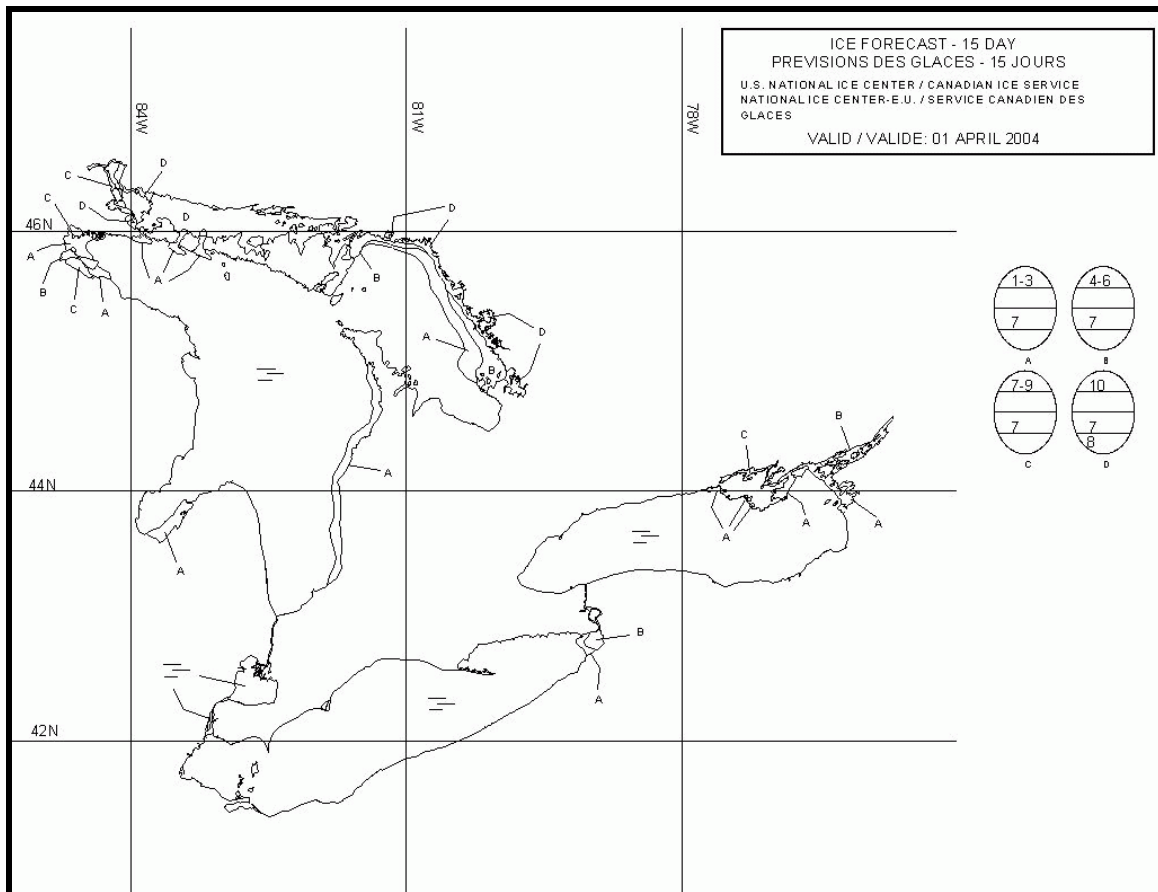 ICE FORECAST - 15 DAY
PREVISIONS DES GLACES - 15 JOURS
U.S. NATIONAL ICE CENTER / CANADIAN ICE SERVICE
NATIONAL ICE CENTER-E.U. / SERVICE CANADIEN DES
GLACES
VALID / VALIDE: 01 APRIL 2004
84W
81W
78W
D
C
D
D
D
C
46N
A
A
B
B
C
A
A
D
B
D
1-3
7
A
4-6
7
B
7-9
7
C
10
7
8
D
B
C
A
44N
A
A
A
A
B
A
42N